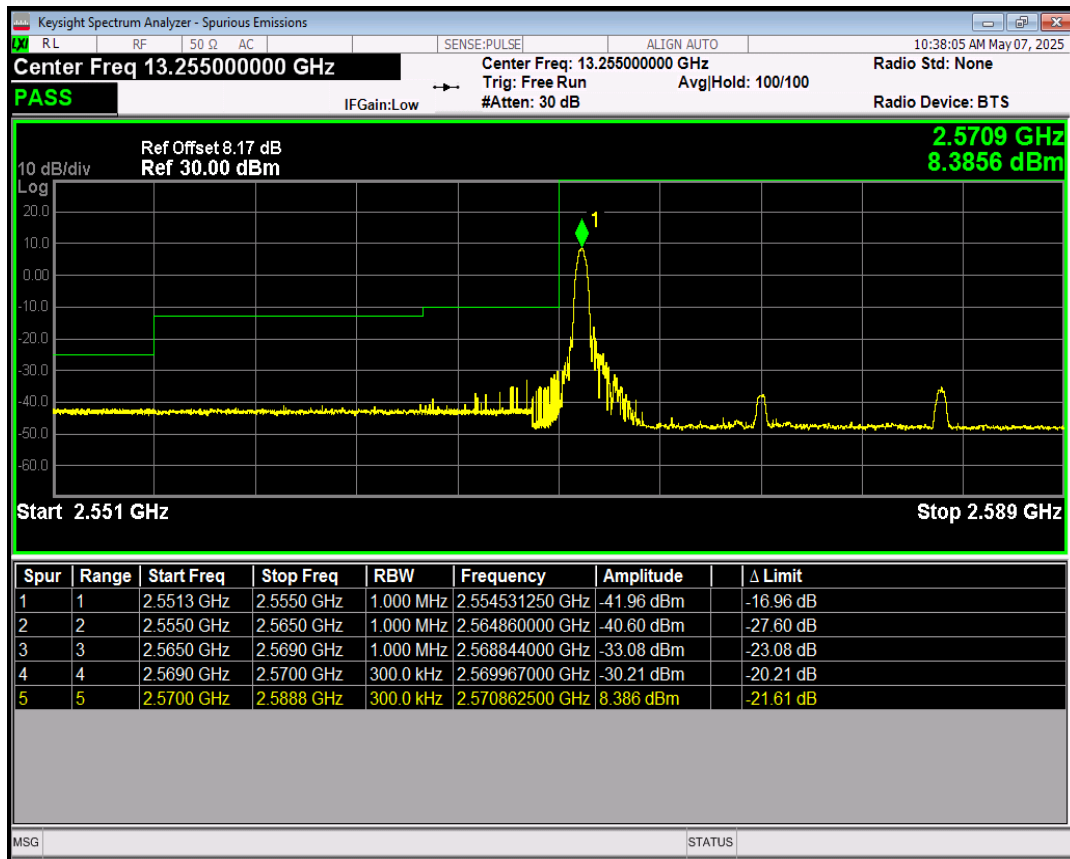 Keysight Spectrum Analyzer - Spurious Emissions
LXI RL RF 50 Ω AC SENSE:PULSE ALIGN AUTO 10:38:05 AM May 07, 2025
Center Freq 13.255000000 GHz Center Freq: 13.255000000 GHz Radio Std: None
Trig: Free Run Avg|Hold: 100/100
PASS IFGain:Low #Atten: 30 dB Radio Device: BTS
2.5709 GHz
Ref Offset 8.17 dB
10 dB/div Ref 30.00 dBm 8.3856 dBm
Log
20.0
1
10.0
0.00
-10.0
-20.0
-30.0
-40.0
-50.0
-60.0
Start 2.551 GHz Stop 2.589 GHz
Spur Range Start Freq Stop Freq RBW Frequency Amplitude Δ Limit
1 1 2.5513 GHz 2.5550 GHz 1.000 MHz 2.554531250 GHz -41.96 dBm -16.96 dB
2 2 2.5550 GHz 2.5650 GHz 1.000 MHz 2.564860000 GHz -40.60 dBm -27.60 dB
3 3 2.5650 GHz 2.5690 GHz 1.000 MHz 2.568844000 GHz -33.08 dBm -23.08 dB
4 4 2.5690 GHz 2.5700 GHz 300.0 kHz 2.569967000 GHz -30.21 dBm -20.21 dB
5 5 2.5700 GHz 2.5888 GHz 300.0 kHz 2.570862500 GHz 8.386 dBm -21.61 dB
MSG STATUS